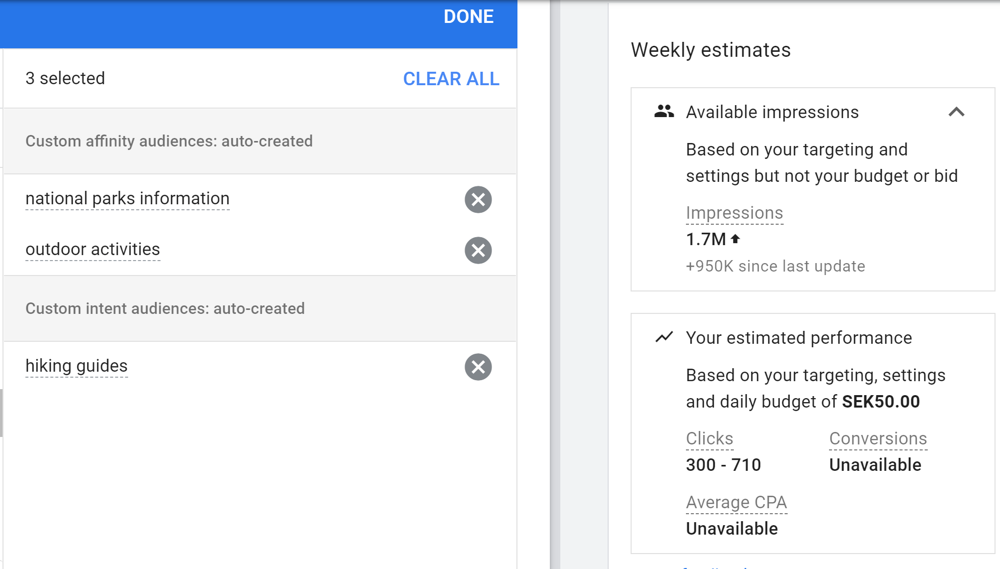 DONE
3 selected
CLEAR ALL
Custom affinity audiences: auto-created
national parks information
outdoor activities
Custom intent audiences: auto-created
hiking guides
Weekly estimates
Available impressions
Based on your targeting and
settings but not your budget or bid
Impressions
1.7M
+950K since last update
Your estimated performance
Based on your targeting, settings
and daily budget of SEK50.00
Clicks
300 - 710
Conversions
Unavailable
Average CPA
Unavailable